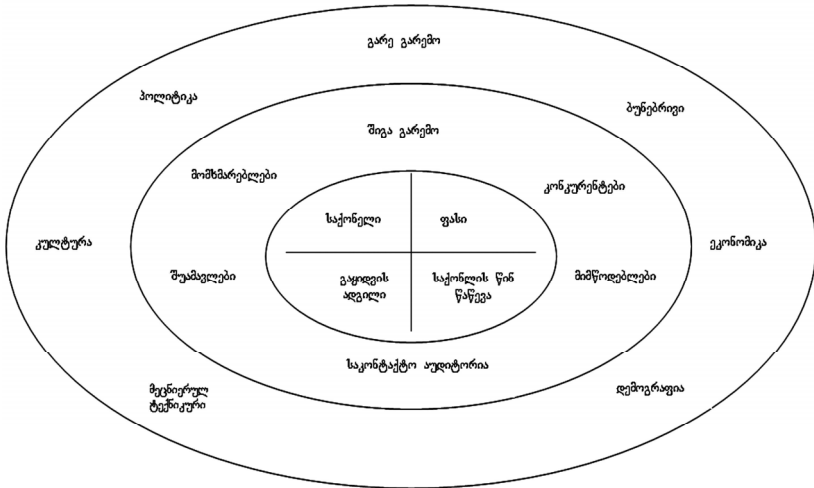 გარე გარემო
პოლიტიკა
ბუნებრივი
შიგა გარემო
მომხმარებლები
კონკურენტები
საქონელი
ფასი
კულტურა
ეკონომიკა
შუამავლები
გაყიდვის
ადგილი
საქონლის წინ
წაწევა
მიმწოდებლები
საკონტაქტო აუდიტორია
მეცნიერულ
ტექნიკური
დემოგრაფია